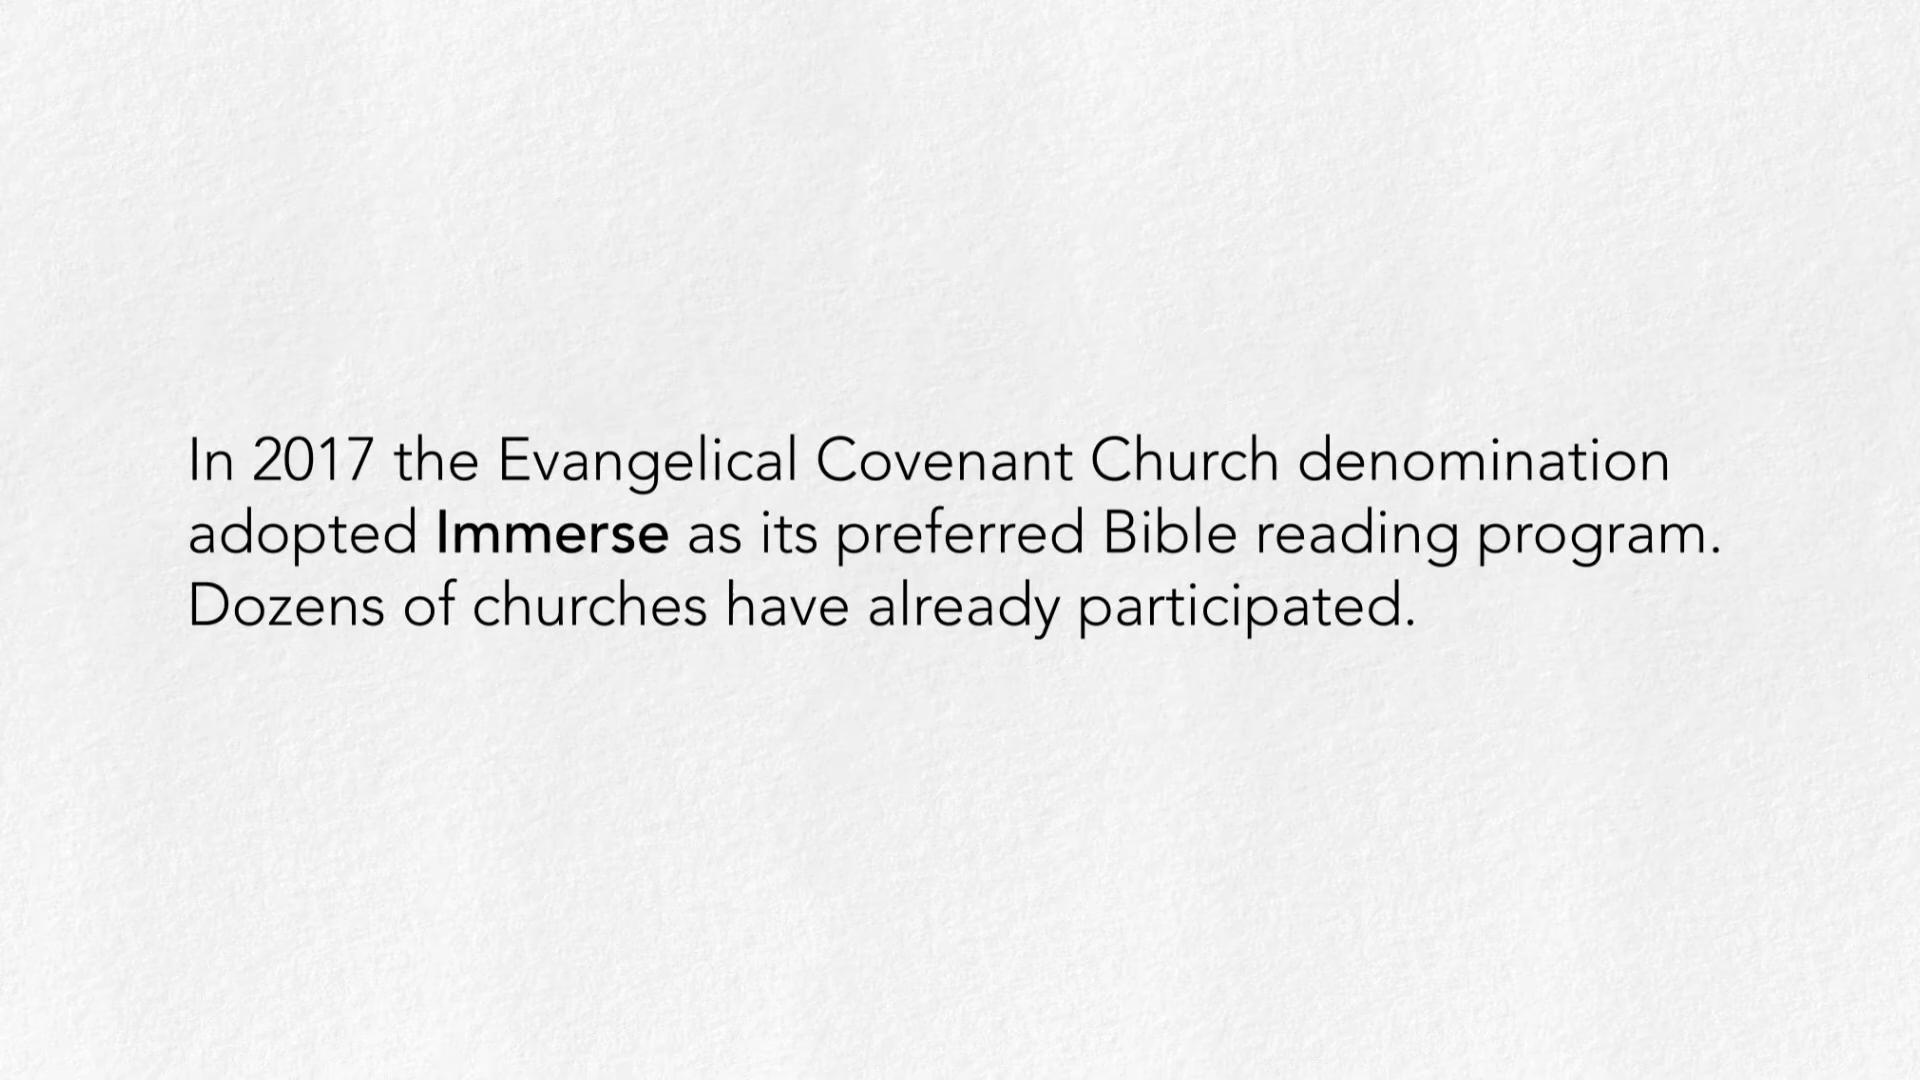 In 2017 the Evangelical Covenant Church denomination
adopted Immerse as its preferred Bible reading program.
Dozens of churches have already participated.